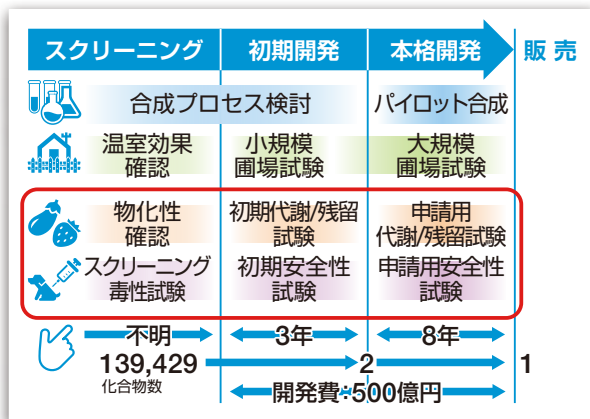 スクリーニング 初期開発 本格開発 販売
合成プロセス検討 パイロット合成
温室効果
確認
小規模
圃場試験
大規模
圃場試験
物化性
確認
初期代謝/残留
試験
申請用
代謝/残留試験
スクリーニング
毒性試験
初期安全性
試験
申請用安全性
試験
不明 3年 8年
139,429 2 1
化合物数
開発費:500億円